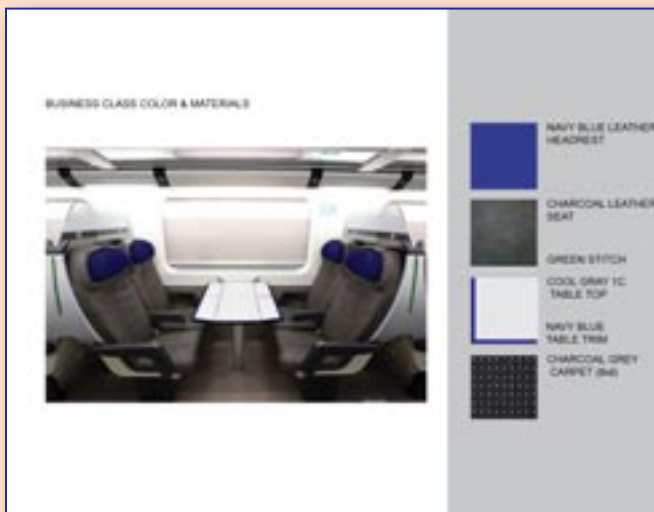 BUSINESS CLASS COLOR & MATERIALS
NAVY BLUE LEATHER
HEADREST
CHARCOAL LEATHER
SEAT
GREEN STITCH
COOL GRAY 1C
TABLE TOP
NAVY BLUE
TABLE TRIM
CHARCOAL GREY
CARPET